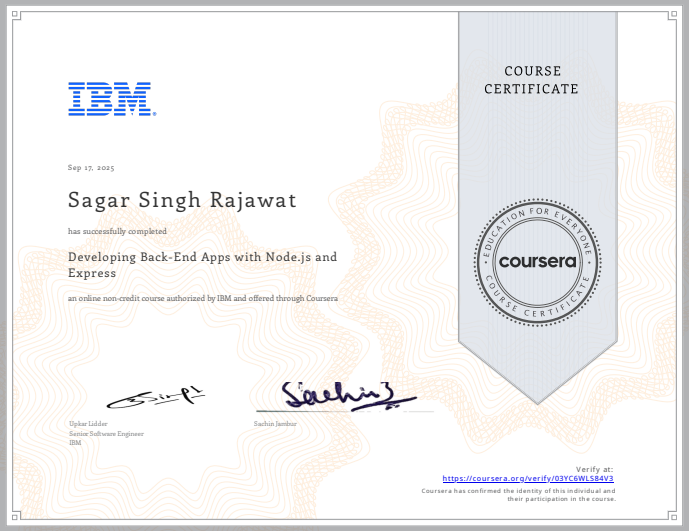 COURSE
CERTIFICATE
IBM
Sep 17, 2025
Sagar Singh Rajawat
has successfully completed
Developing Back-End Apps with Node.js and
Express
an online non-credit course authorized by IBM and offered through Coursera
EDUCATION FOR EVERYONE
coursera
COURSE CERTIFICATE
Sachin
Upkar Lidder
Senior Software Engineer
IBM
Sachin Jambur
Verify at:
https://coursera.org/verify/03YC6WLS84V3
Coursera has confirmed the identity of this individual and
their participation in the course.